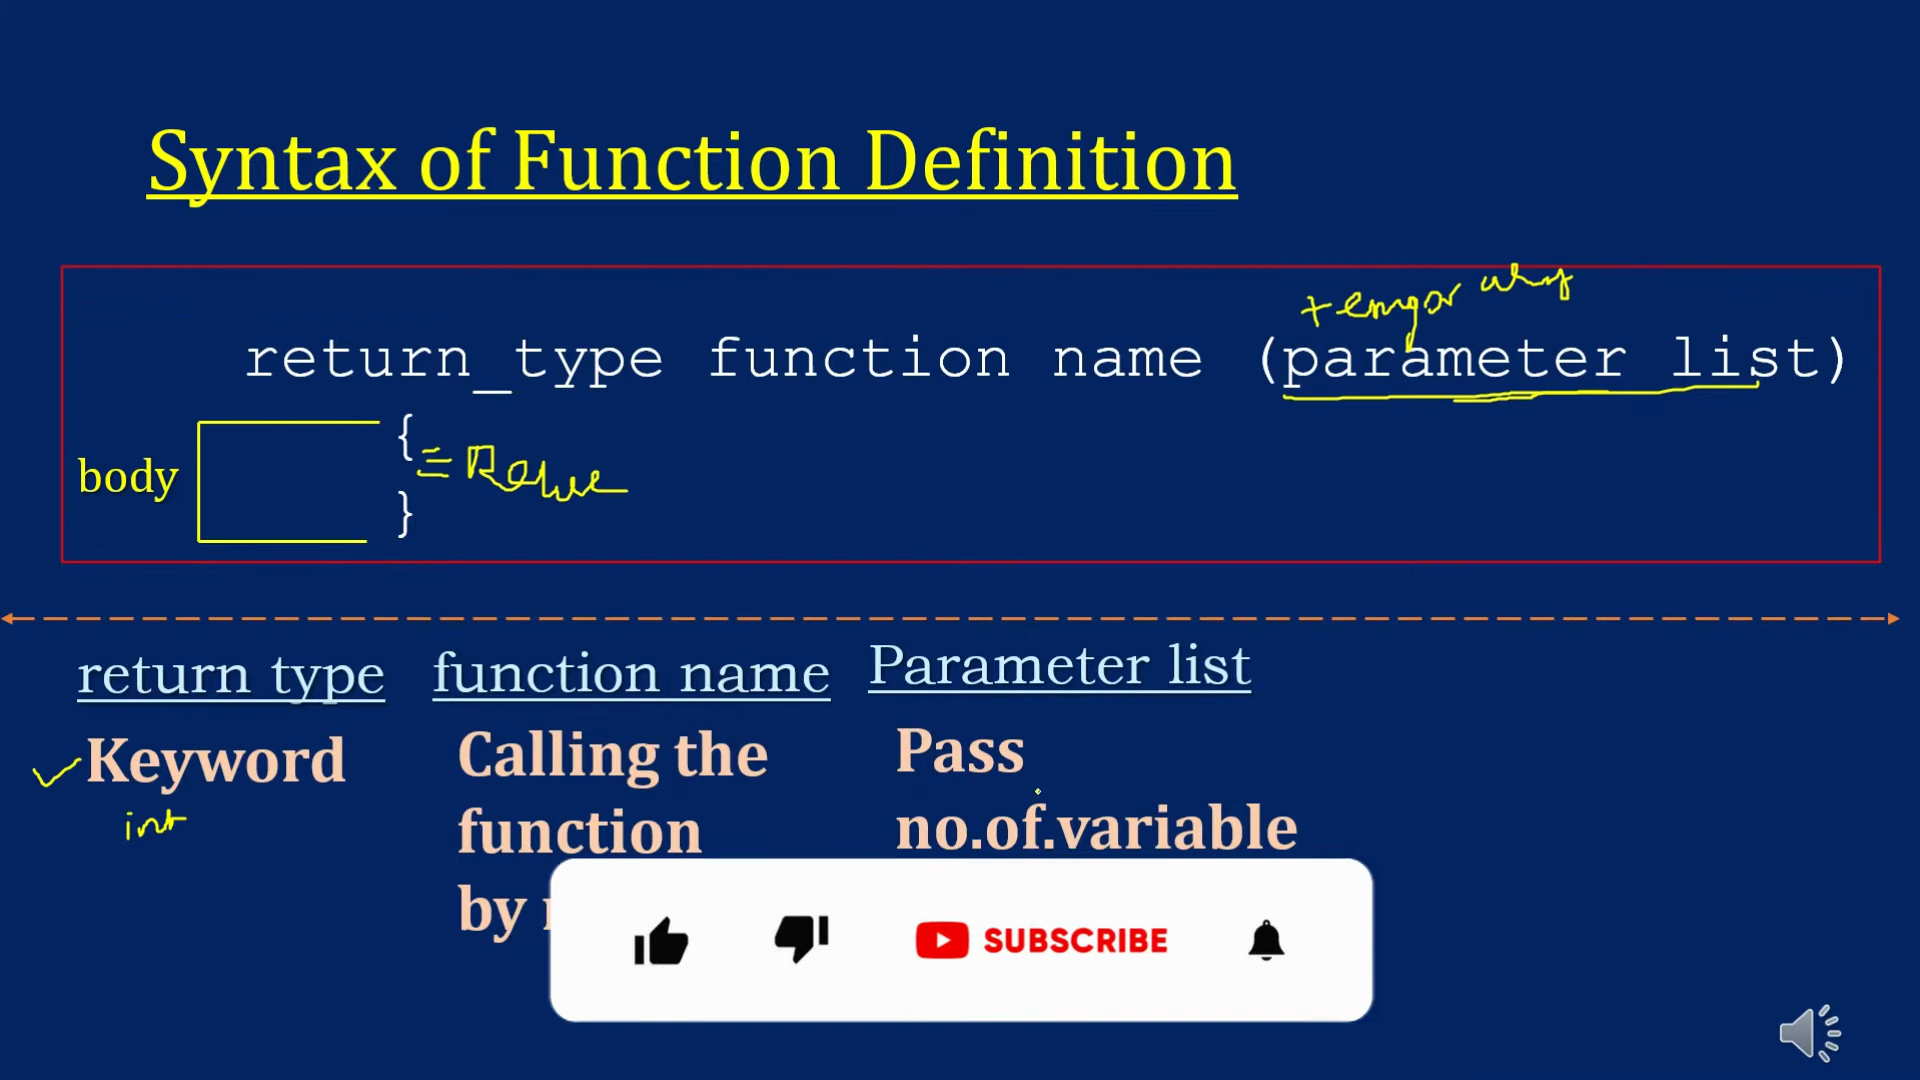 Syntax of Function Definition
return_type function name (parameter list)
body
{
}
return type
Keyword
int
function name
Calling the
function
by
Parameter list
Pass
no.of.variable
SUBSCRIBE